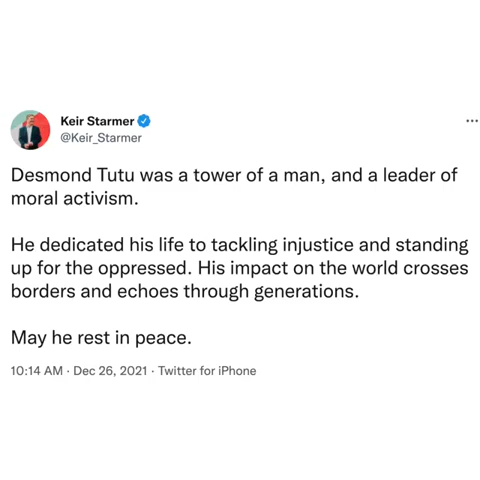 Keir Starmer
@Keir_Starmer
Desmond Tutu was a tower of a man, and a leader of
moral activism.
He dedicated his life to tackling injustice and standing
up for the oppressed. His impact on the world crosses
borders and echoes through generations.
May he rest in peace.
10:14 AM · Dec 26, 2021 · Twitter for iPhone